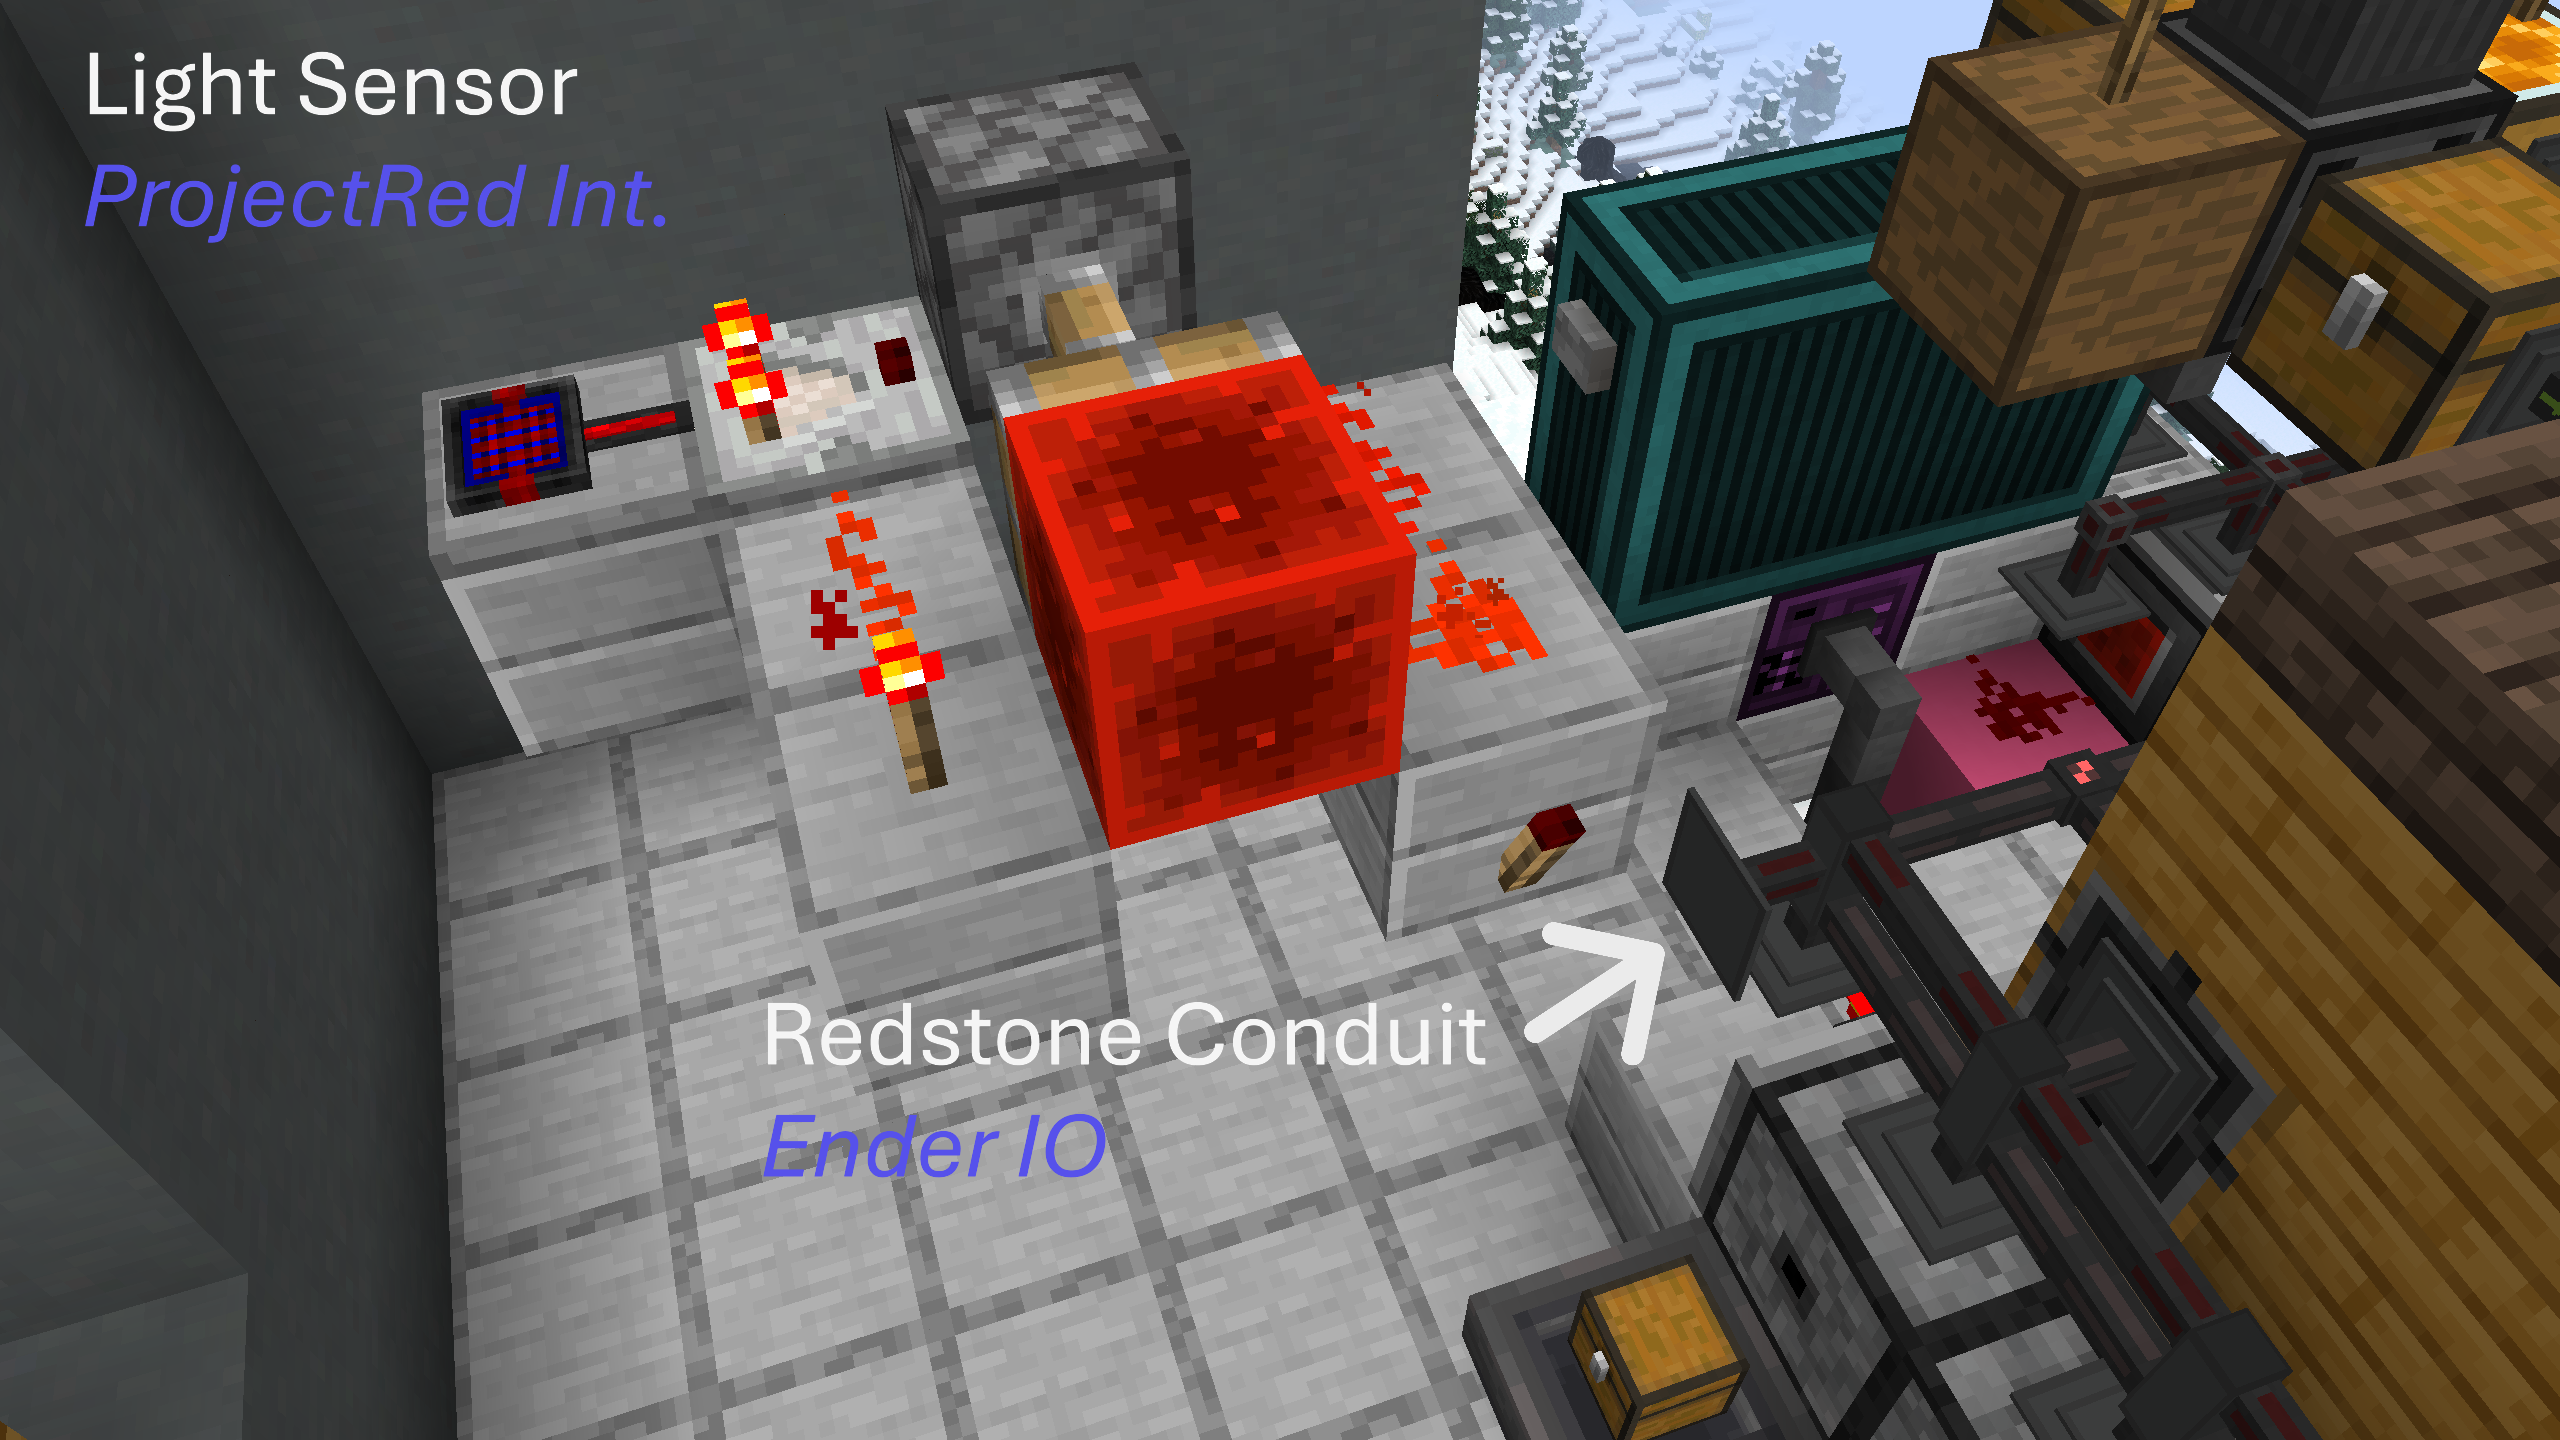 Light Sensor
ProjectRed Int.
Redstone Conduit
Ender IO